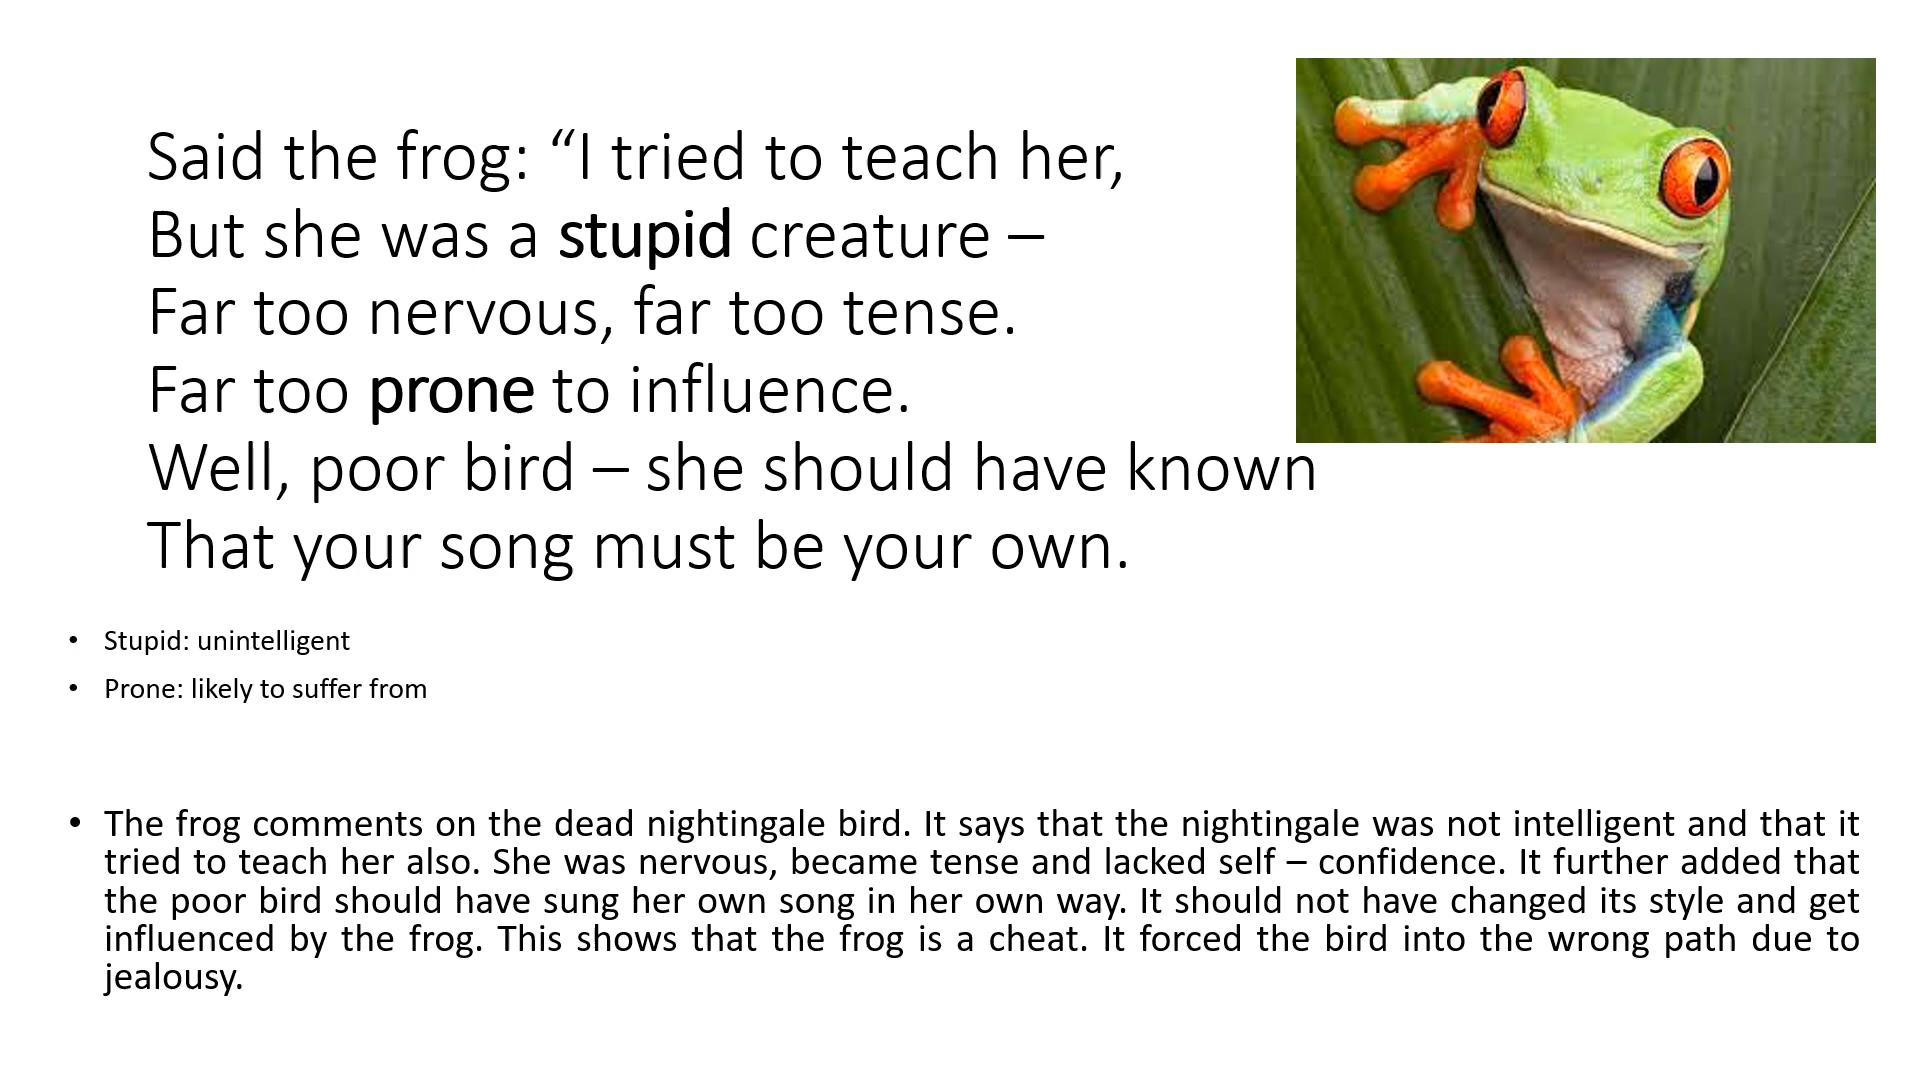 Said the frog: “I tried to teach her,
But she was a stupid creature –
Far too nervous, far too tense.
Far too prone to influence.
Well, poor bird – she should have known
That your song must be your own.
• Stupid: unintelligent
• Prone: likely to suffer from
• The frog comments on the dead nightingale bird. It says that the nightingale was not intelligent and that it
tried to teach her also. She was nervous, became tense and lacked self – confidence. It further added that
the poor bird should have sung her own song in her own way. It should not have changed its style and get
influenced by the frog. This shows that the frog is a cheat. It forced the bird into the wrong path due to
jealousy.